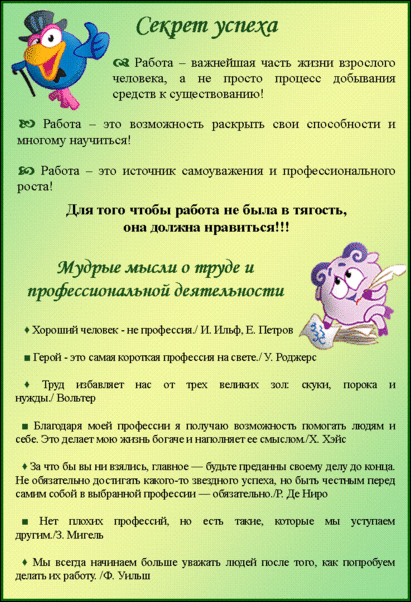 Секрет успеха
Работа – важнейшая часть жизни взрослого
человека, а не просто процесс добывания
средств к существованию!
Работа – это возможность раскрыть свои способности и
многому научиться!
Работа – это источник самоуважения и профессионального
роста!
Для того чтобы работа не была в тягость,
она должна нравиться!!!
Мудрые мысли о труде и
профессиональной деятельности
♦ Хороший человек - не профессия./ И. Ильф, Е. Петров
■ Герой - это самая короткая профессия на свете./ У. Роджерс
♦ Труд избавляет нас от трех великих зол: скуки, порока и
нужды./ Вольтер
■ Благодаря моей профессии я получаю возможность помогать людям и
себе. Это делает мою жизнь богаче и наполняет ее смыслом./Х. Хэйс
♦ За что бы вы ни взялись, главное — будьте преданны своему делу до конца.
Не обязательно достигать какого-то звездного успеха, но быть честным перед
самим собой в выбранной профессии — обязательно./Р. Де Ниро
■ Нет плохих профессий, но есть такие, которые мы уступаем
другим./З. Мигель
♦ Мы всегда начинаем больше уважать людей после того, как попробуем
делать их работу. /Ф. Уильш